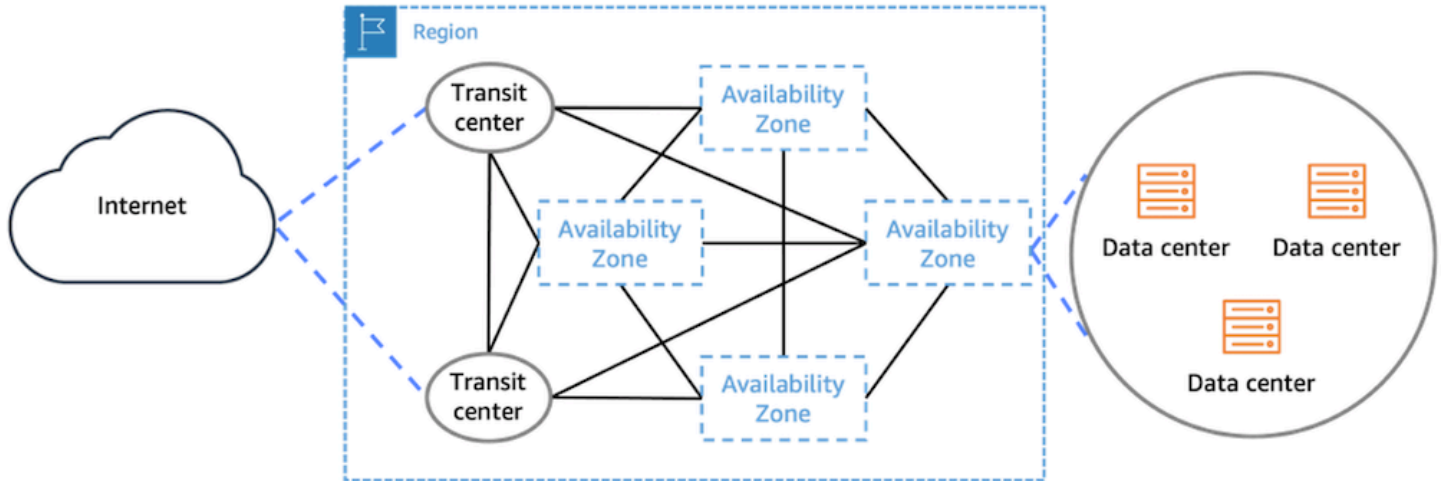 Region
Internet
Transit
center
Transit
center
Availability
Zone
Availability
Zone
Availability
Zone
Availability
Zone
Data center
Data center
Data center